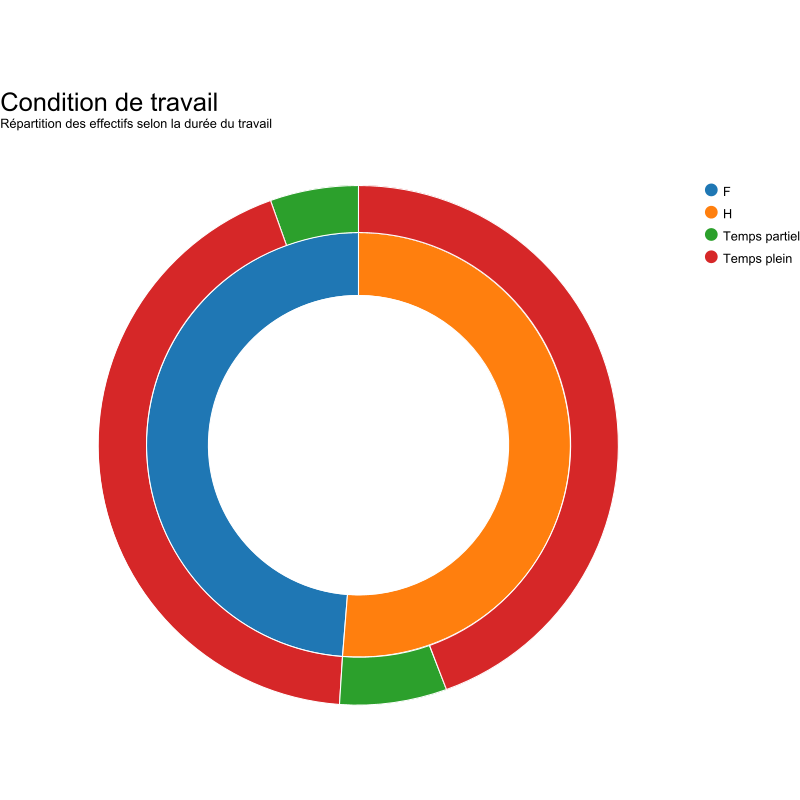 Condition de travail
Répartition des effectifs selon la durée du travail
F
H
Temps partiel
Temps plein